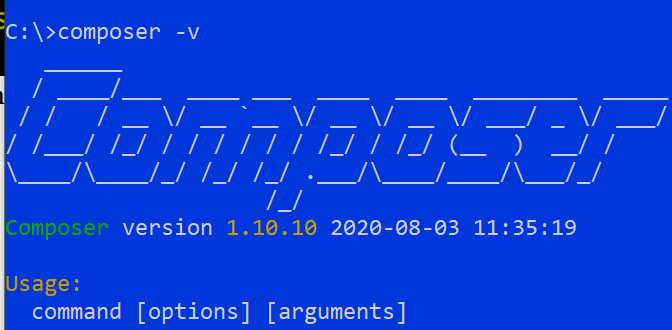 C:\>composer -v
   ______
  / ____/___  ____ ___  ____  ____  ________  _____
 / /   / __ \/ __ `__ \/ __ \/ __ \/ ___/ _ \/ ___/
/ /___/ /_/ / / / / / / /_/ / /_/ (__  )  __/ /
\____/\____/_/ /_/ /_/ .___/\____/____/\___/_/
                    /_/
Composer version 1.10.10 2020-08-03 11:35:19
Usage:
  command [options] [arguments]